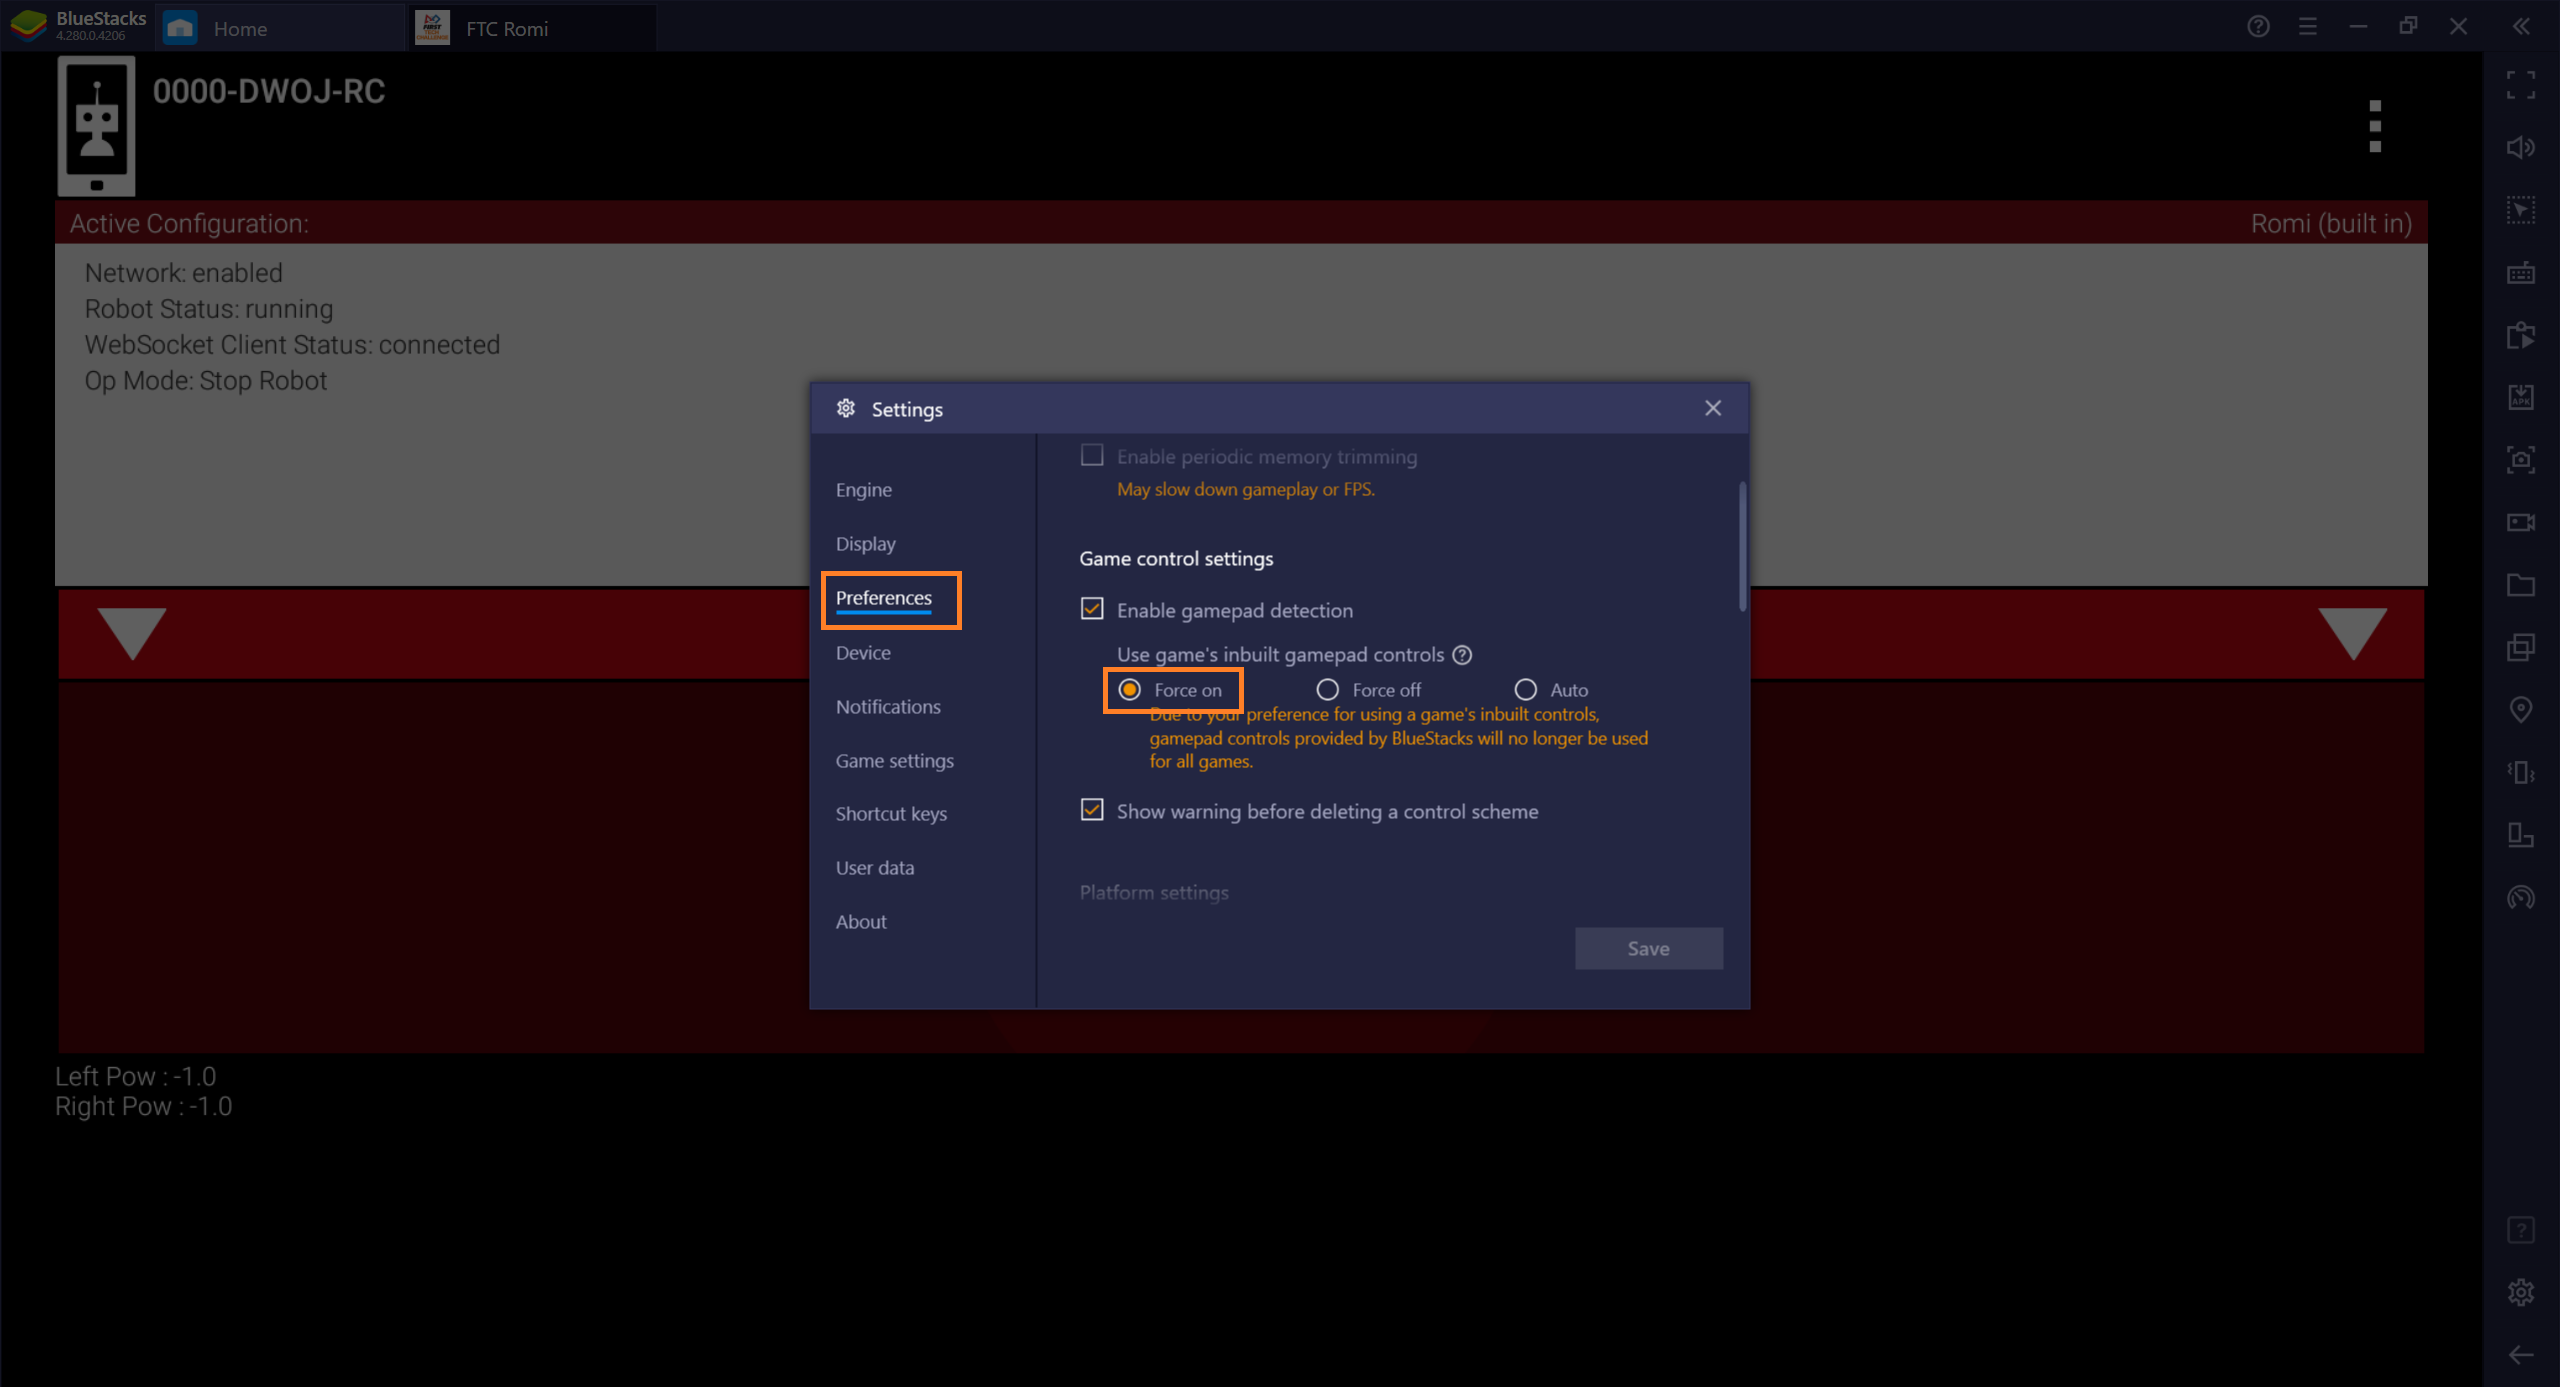 BlueStacks
4.280.0.4206
Home
FIRST
TECH
CHALLENGE
FTC Romi
0000-DWOJ-RC
Active Configuration:
Romi (built in)
Network: enabled
Robot Status: running
WebSocket Client Status: connected
Op Mode: Stop Robot
Settings
Engine
Display
Preferences
Device
Notifications
Game settings
Shortcut keys
User data
About
Enable periodic memory trimming
May slow down gameplay or FPS.
Game control settings
Enable gamepad detection
Use game's inbuilt gamepad controls
Force on
Force off
Auto
Due to your preference for using a game's inbuilt controls,
gamepad controls provided by BlueStacks will no longer be used
for all games.
Show warning before deleting a control scheme
Platform settings
Save
Left Pow : -1.0
Right Pow : -1.0
APK